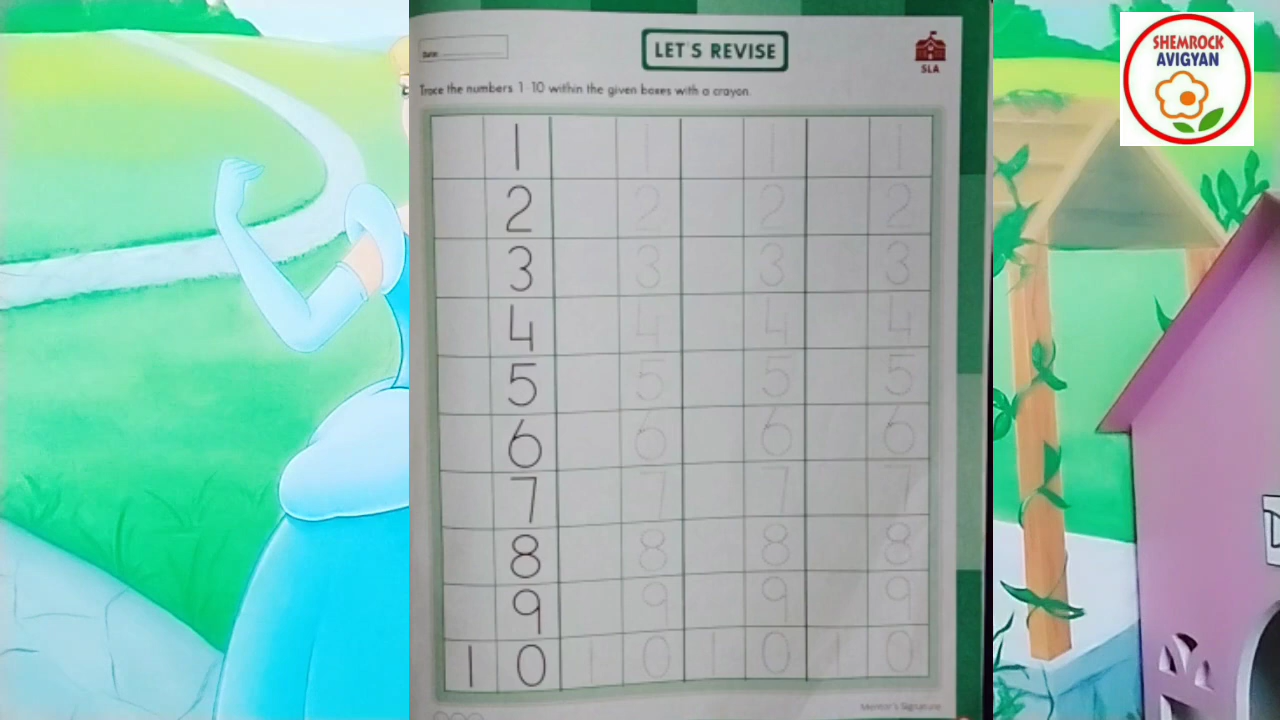 Date:
LET'S REVISE
SLA
SHEMROCK
AVIGYAN
Trace the numbers 1-10 within the given boxes with a crayon.
1 1 1 1
2 2 2 2
3 3 3 3
4 4 4 4
5 5 5 5
6 6 6 6
7 7 7 7
8 8 8 8
9 9 9 9
10 10 10 10
Mentor's Signature